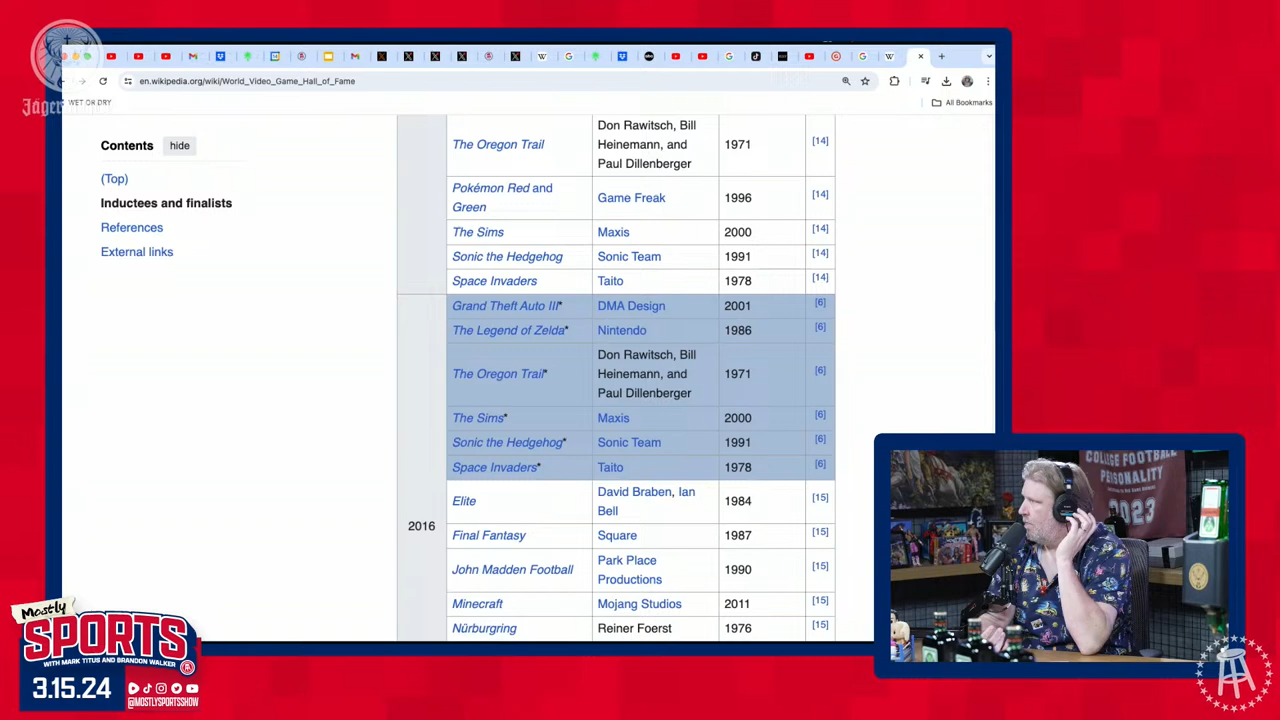 Jäger
en.wikipedia.org/wiki/World_Video_Game_Hall_of_Fame
WET OR DRY
All Bookmarks
Contents
hide
(Top)
Inductees and finalists
References
External links
The Oregon Trail
Don Rawitsch, Bill
Heinemann, and
Paul Dillenberger
1971
[14]
Pokémon Red and
Green
Game Freak
1996
[14]
The Sims
Maxis
2000
[14]
Sonic the Hedgehog
Sonic Team
1991
[14]
Space Invaders
Taito
1978
[14]
2016
Grand Theft Auto III*
DMA Design
2001
[6]
The Legend of Zelda*
Nintendo
1986
[6]
The Oregon Trail*
Don Rawitsch, Bill
Heinemann, and
Paul Dillenberger
1971
[6]
The Sims*
Maxis
2000
[6]
Sonic the Hedgehog*
Sonic Team
1991
[6]
Space Invaders*
Taito
1978
[6]
Elite
David Braben, Ian
Bell
1984
[15]
Final Fantasy
Square
1987
[15]
John Madden Football
Park Place
Productions
1990
[15]
Minecraft
Mojang Studios
2011
[15]
Nürburgring
Reiner Foerst
1976
[15]
COLLEGE FOOTBALL
PERSONALITY
2023
Mostly
SPORTS
WITH MARK TITUS AND BRANDON WALKER
3.15.24
@MOSTLYSPORTSSHOW